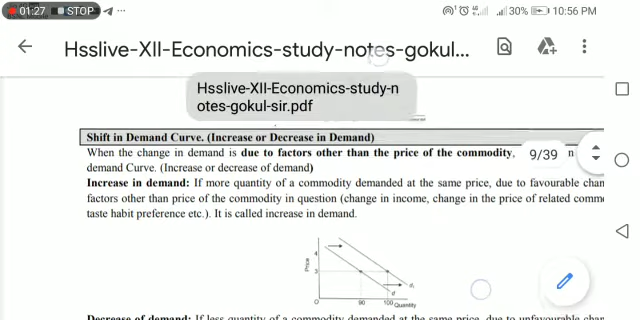 01:27 STOP 30% 10:56 PM
Hsslive-XII-Economics-study-notes-gokul...
Hsslive-XII-Economics-study-n
otes-gokul-sir.pdf
Shift in Demand Curve. (Increase or Decrease in Demand)
When the change in demand is due to factors other than the price of the commodity, 9/39 n
demand Curve. (Increase or decrease of demand)
Increase in demand: If more quantity of a commodity demanded at the same price, due to favourable chan
factors other than price of the commodity in question (change in income, change in the price of related comm
taste habit preference etc.). It is called increase in demand.
Price
4
3
O 90 100 Quantity
d d₁
Decrease of demand: If less quantity of a commodity demanded at the same price, due to unfavourable chan